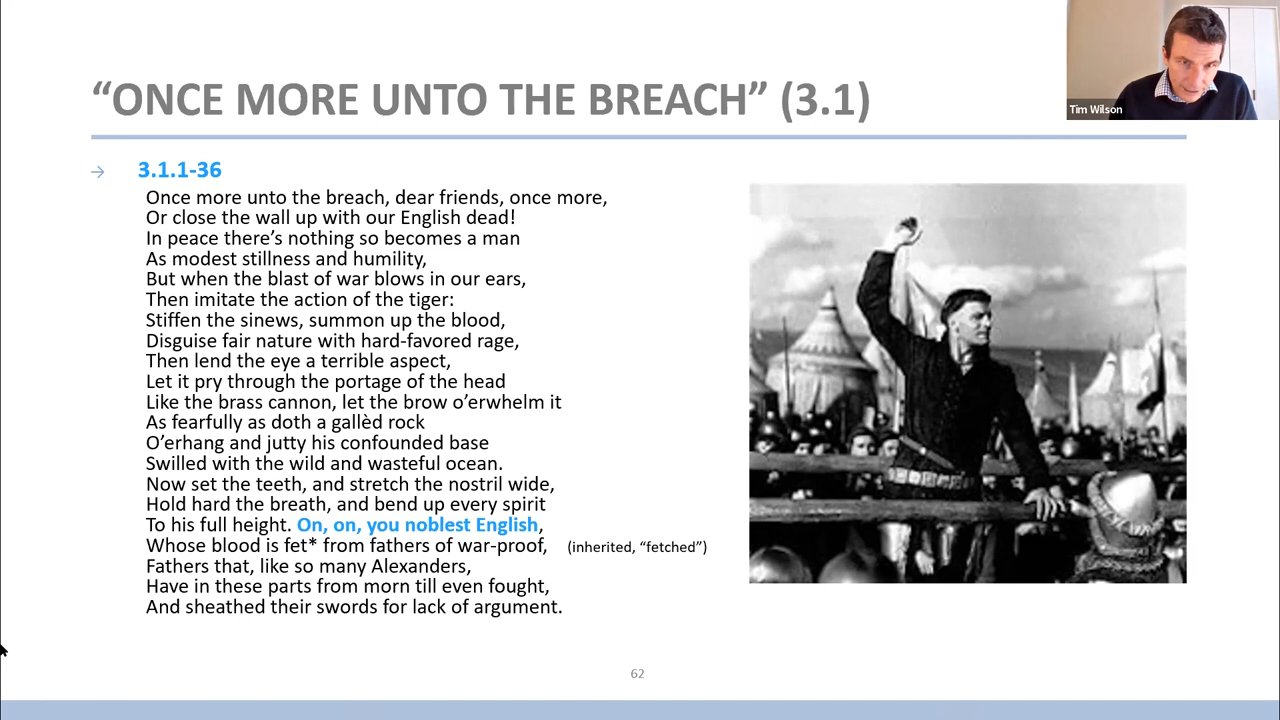 “ONCE MORE UNTO THE BREACH” (3.1)
Tim Wilson
→ 3.1.1-36
Once more unto the breach, dear friends, once more,
Or close the wall up with our English dead!
In peace there’s nothing so becomes a man
As modest stillness and humility,
But when the blast of war blows in our ears,
Then imitate the action of the tiger:
Stiffen the sinews, summon up the blood,
Disguise fair nature with hard-favored rage,
Then lend the eye a terrible aspect,
Let it pry through the portage of the head
Like the brass cannon, let the brow o’erwhelm it
As fearfully as doth a gallèd rock
O’erhang and jutty his confounded base
Swilled with the wild and wasteful ocean.
Now set the teeth, and stretch the nostril wide,
Hold hard the breath, and bend up every spirit
To his full height. On, on, you noblest English,
Whose blood is fet* from fathers of war-proof, (inherited, “fetched”)
Fathers that, like so many Alexanders,
Have in these parts from morn till even fought,
And sheathed their swords for lack of argument.
62